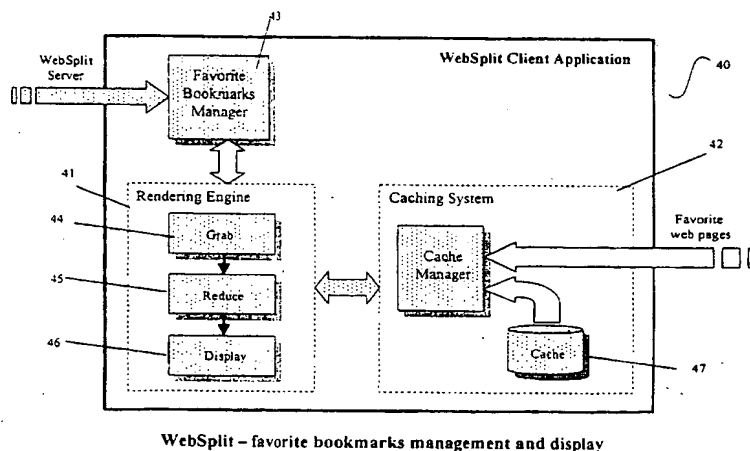 43
WebSplit Client Application
40
WebSplit
Server
Favorite
Bookmarks
Manager
41
42
Rendering Engine
Caching System
44
Grab
Favorite
web pages
Cache
Manager
45
Reduce
46
Display
Cache
47
WebSplit – favorite bookmarks management and display